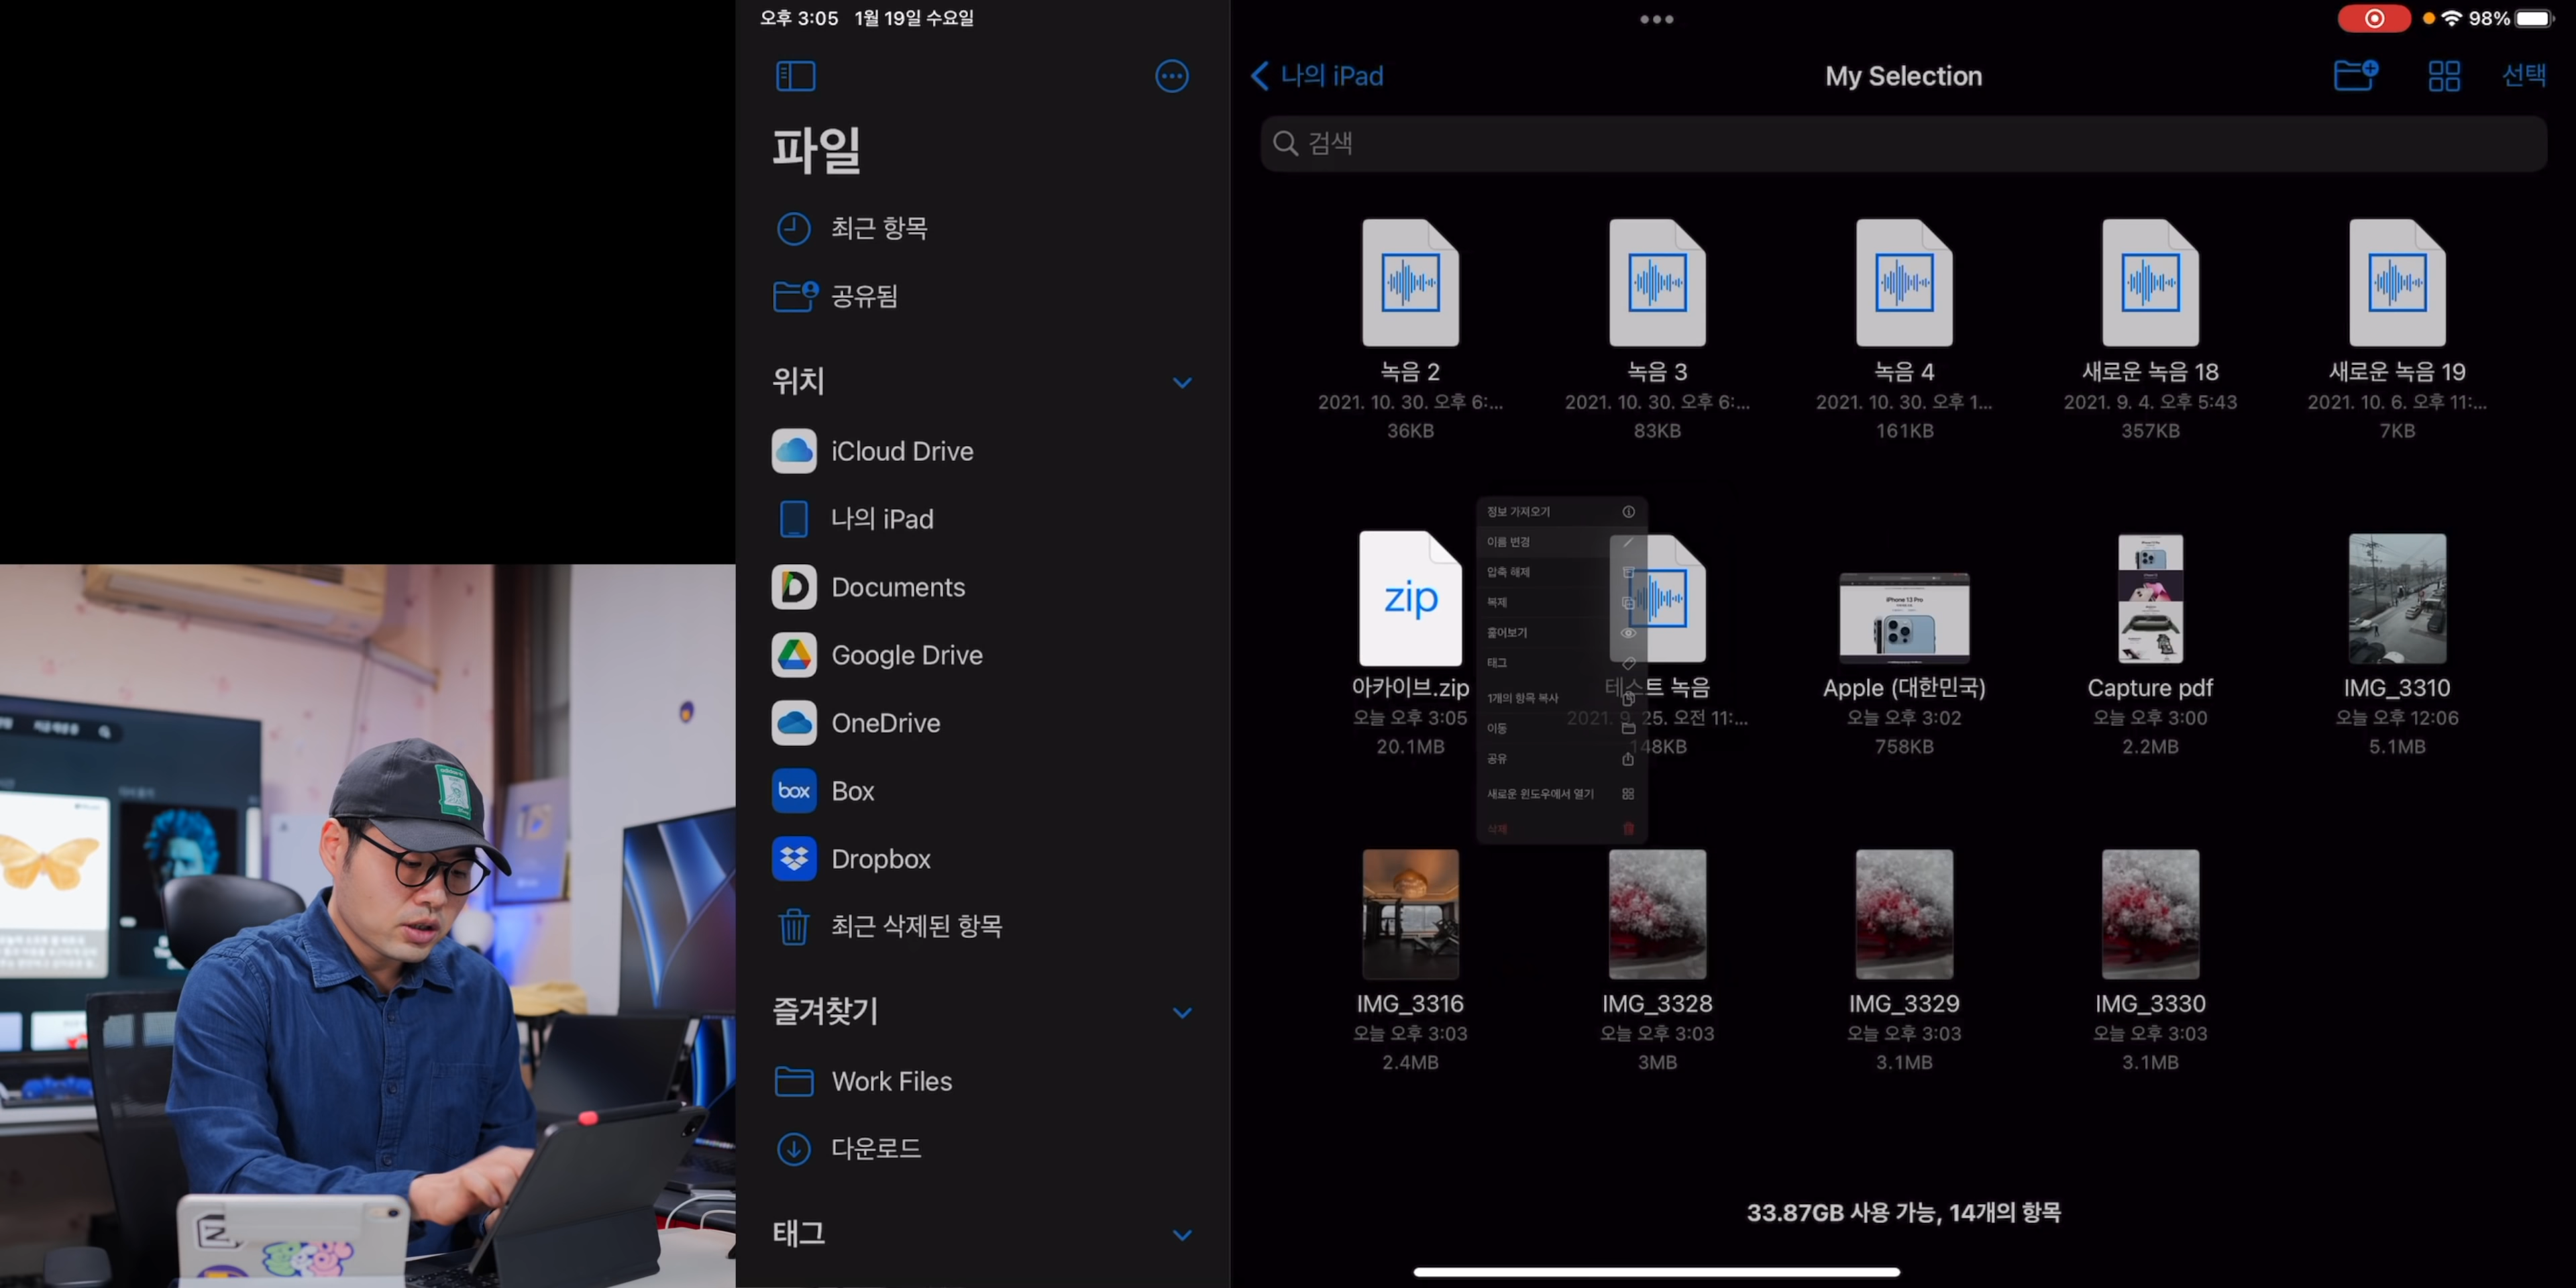 오후 3:05 1월 19일 수요일
98%
파일
최근 항목
공유됨
위치
iCloud Drive
나의 iPad
Documents
Google Drive
OneDrive
box
Box
Dropbox
최근 삭제된 항목
즐겨찾기
Work Files
다운로드
태그
나의 iPad
My Selection
선택
검색
녹음 2
2021. 10. 30. 오후 6:...
36KB
녹음 3
2021. 10. 30. 오후 6:...
83KB
녹음 4
2021. 10. 30. 오후 1...
161KB
새로운 녹음 18
2021. 9. 4. 오후 5:43
357KB
새로운 녹음 19
2021. 10. 6. 오후 11:...
7KB
zip
아카이브.zip
오늘 오후 3:05
20.1MB
정보 가져오기
이름 변경
압축 해제
복제
훑어보기
태그
1개의 항목 복사
이동
공유
새로운 윈도우에서 열기
삭제
테스트 녹음
2021. 9. 25. 오전 11:...
148KB
iPhone 13 Pro
Apple (대한민국)
오늘 오후 3:02
758KB
Capture pdf
오늘 오후 3:00
2.2MB
IMG_3310
오늘 오후 12:06
5.1MB
IMG_3316
오늘 오후 3:03
2.4MB
IMG_3328
오늘 오후 3:03
3MB
IMG_3329
오늘 오후 3:03
3.1MB
IMG_3330
오늘 오후 3:03
3.1MB
33.87GB 사용 가능, 14개의 항목